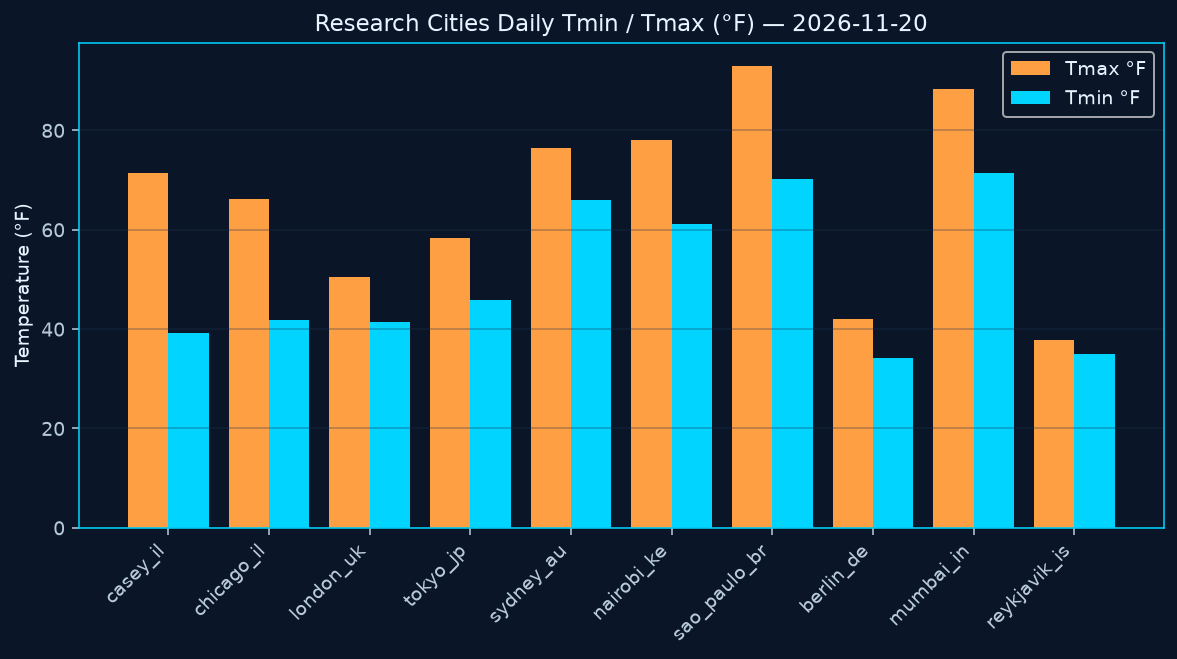 Research Cities Daily Tmin / Tmax (°F) — 2026-11-20
Tmax °F
Tmin °F
Temperature (°F)
80
60
40
20
0
casey_il
chicago_il
london_uk
tokyo_jp
sydney_au
nairobi_ke
sao_paulo_br
berlin_de
mumbai_in
reykjavik_is